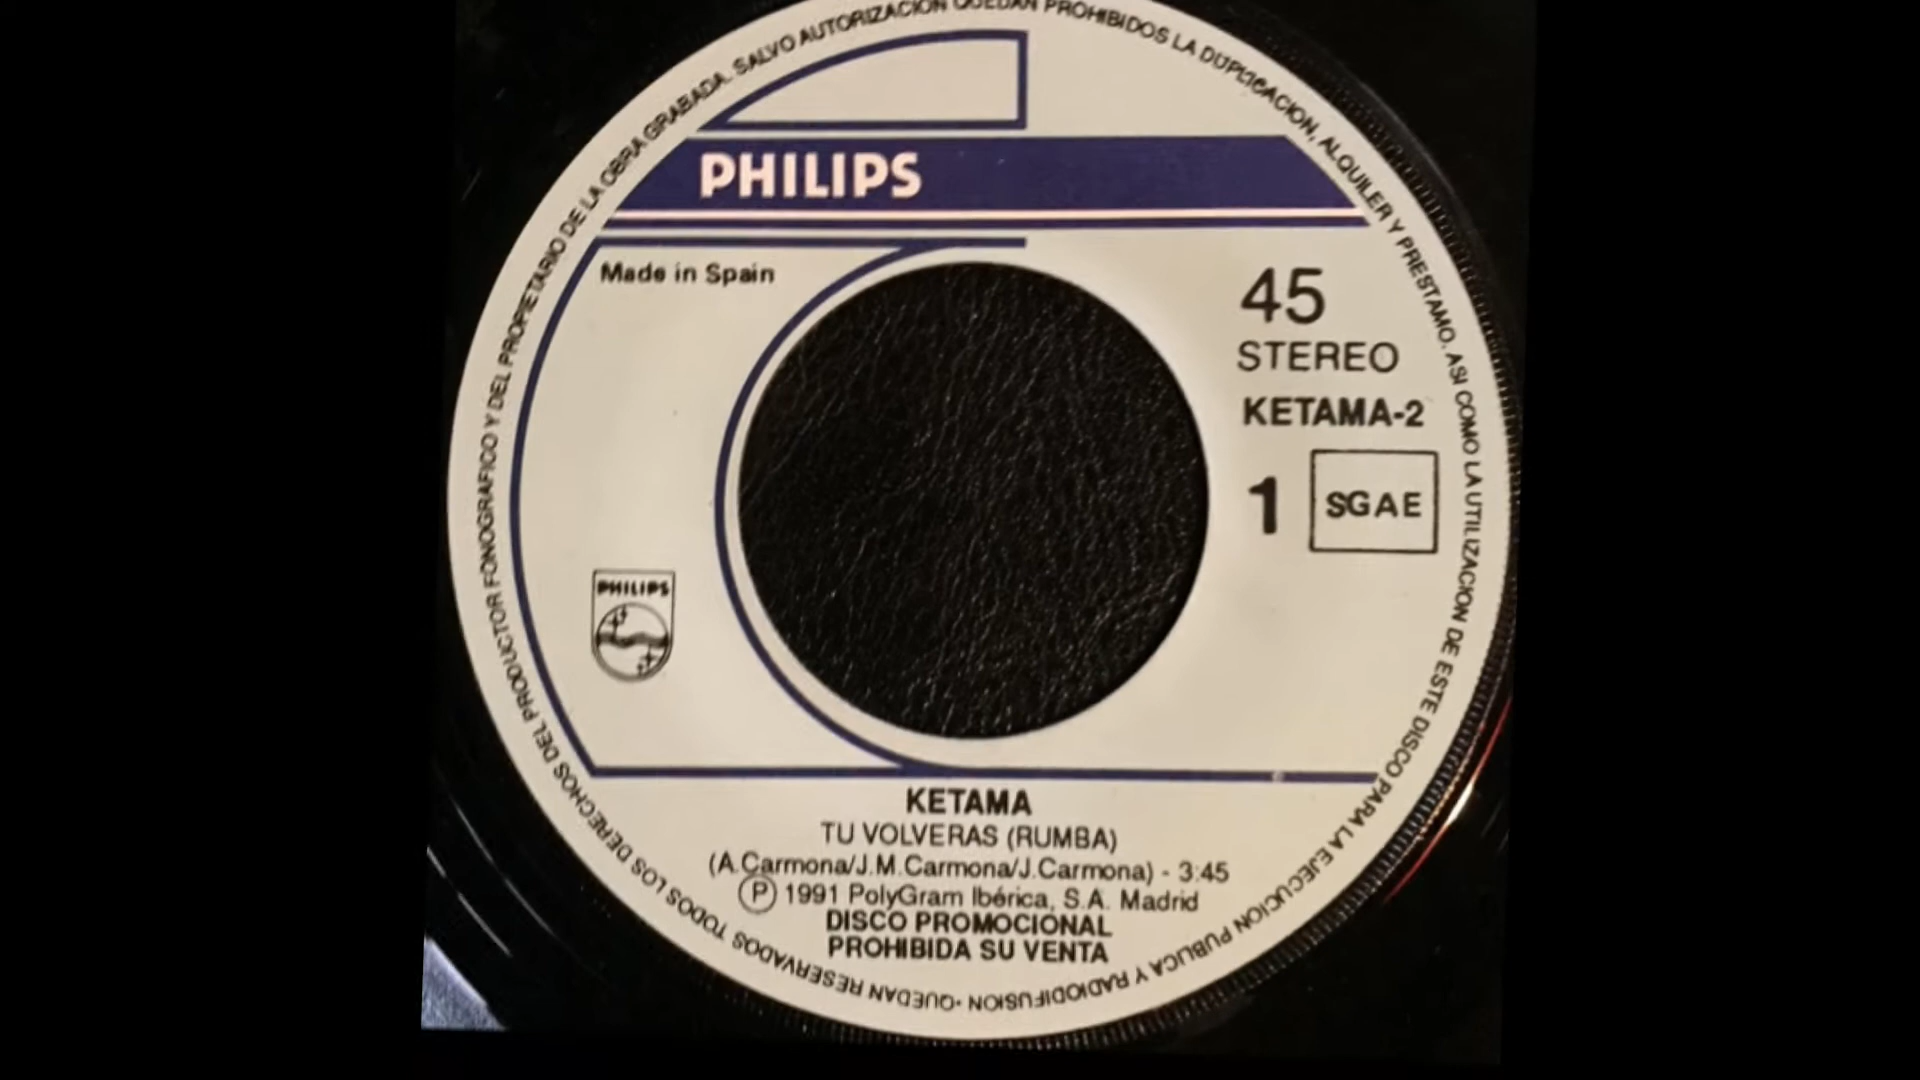 QUEDAN RESERVADOS TODOS LOS DERECHOS DEL PRODUCTOR FONOGRAFICO Y DEL PROPIETARIO DE LA OBRA GRABADA. SALVO AUTORIZACION QUEDAN PROHIBIDOS LA DUPLICACION, ALQUILER Y PRESTAMO. ASI COMO LA UTILIZACION DE ESTE DISCO PARA LA EJECUCION PUBLICA Y RADIODIFUSION •
PHILIPS
Made in Spain
45
STEREO
KETAMA-2
1
SGAE
PHILIPS
KETAMA
TU VOLVERAS (RUMBA)
(A.Carmona/J.M.Carmona/J.Carmona) - 3:45
Ⓟ 1991 PolyGram Ibérica, S.A. Madrid
DISCO PROMOCIONAL
PROHIBIDA SU VENTA